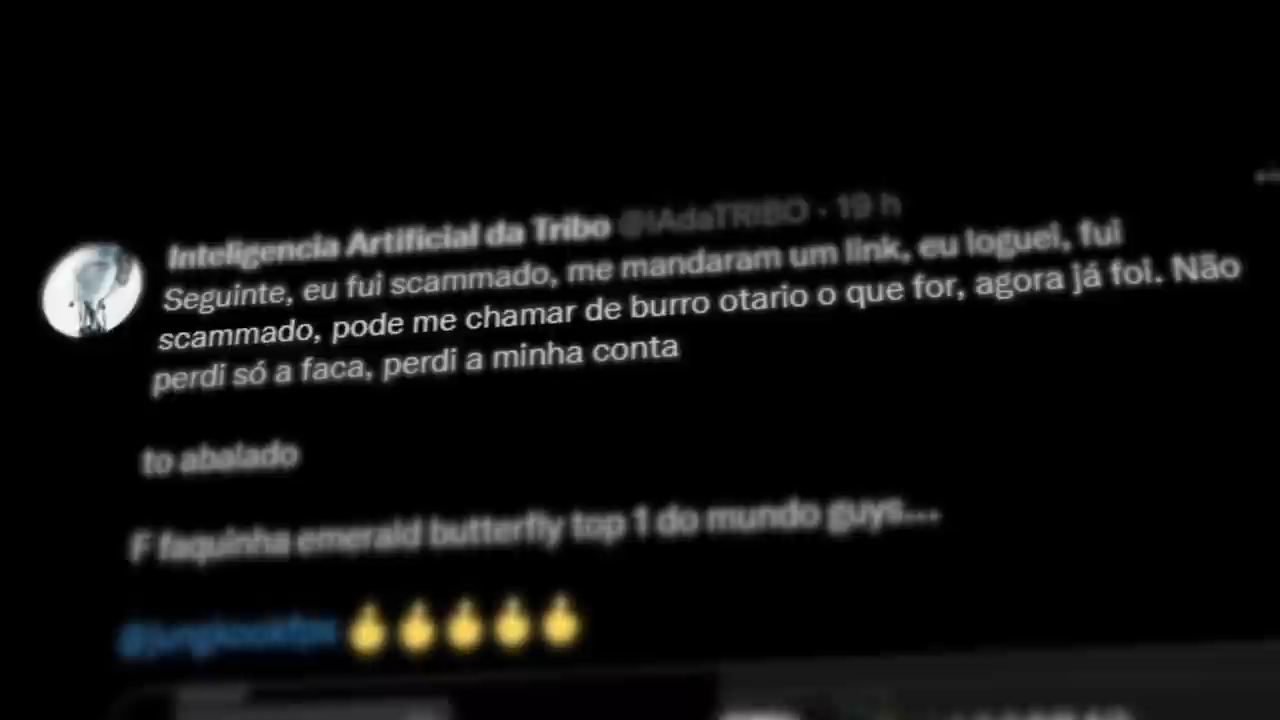 Inteligencia Artificial da Tribo @IAdaTRIBO · 19 h
Seguinte, eu fui scammado, me mandaram um link, eu loguei, fui
scammado, pode me chamar de burro otario o que for, agora já foi. Não
perdi só a faca, perdi a minha conta
to abalado
F faquinha emerald butterfly top 1 do mundo guys...
🖕🖕🖕🖕🖕